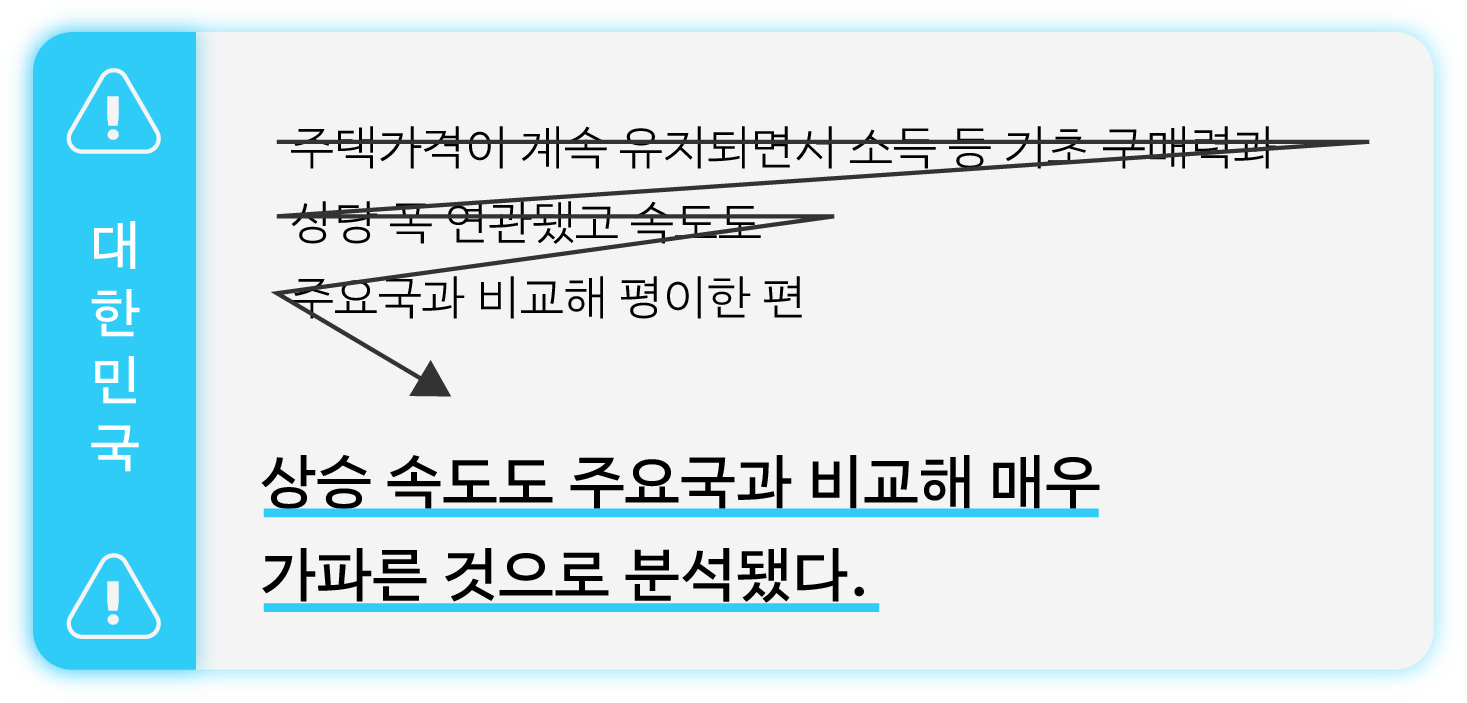 대한민국
주택가격이 계속 유지되면서 소득 등 기초 구매력과
상당 폭 연관됐고 속도도
주요국과 비교해 평이한 편
상승 속도도 주요국과 비교해 매우
가파른 것으로 분석됐다.